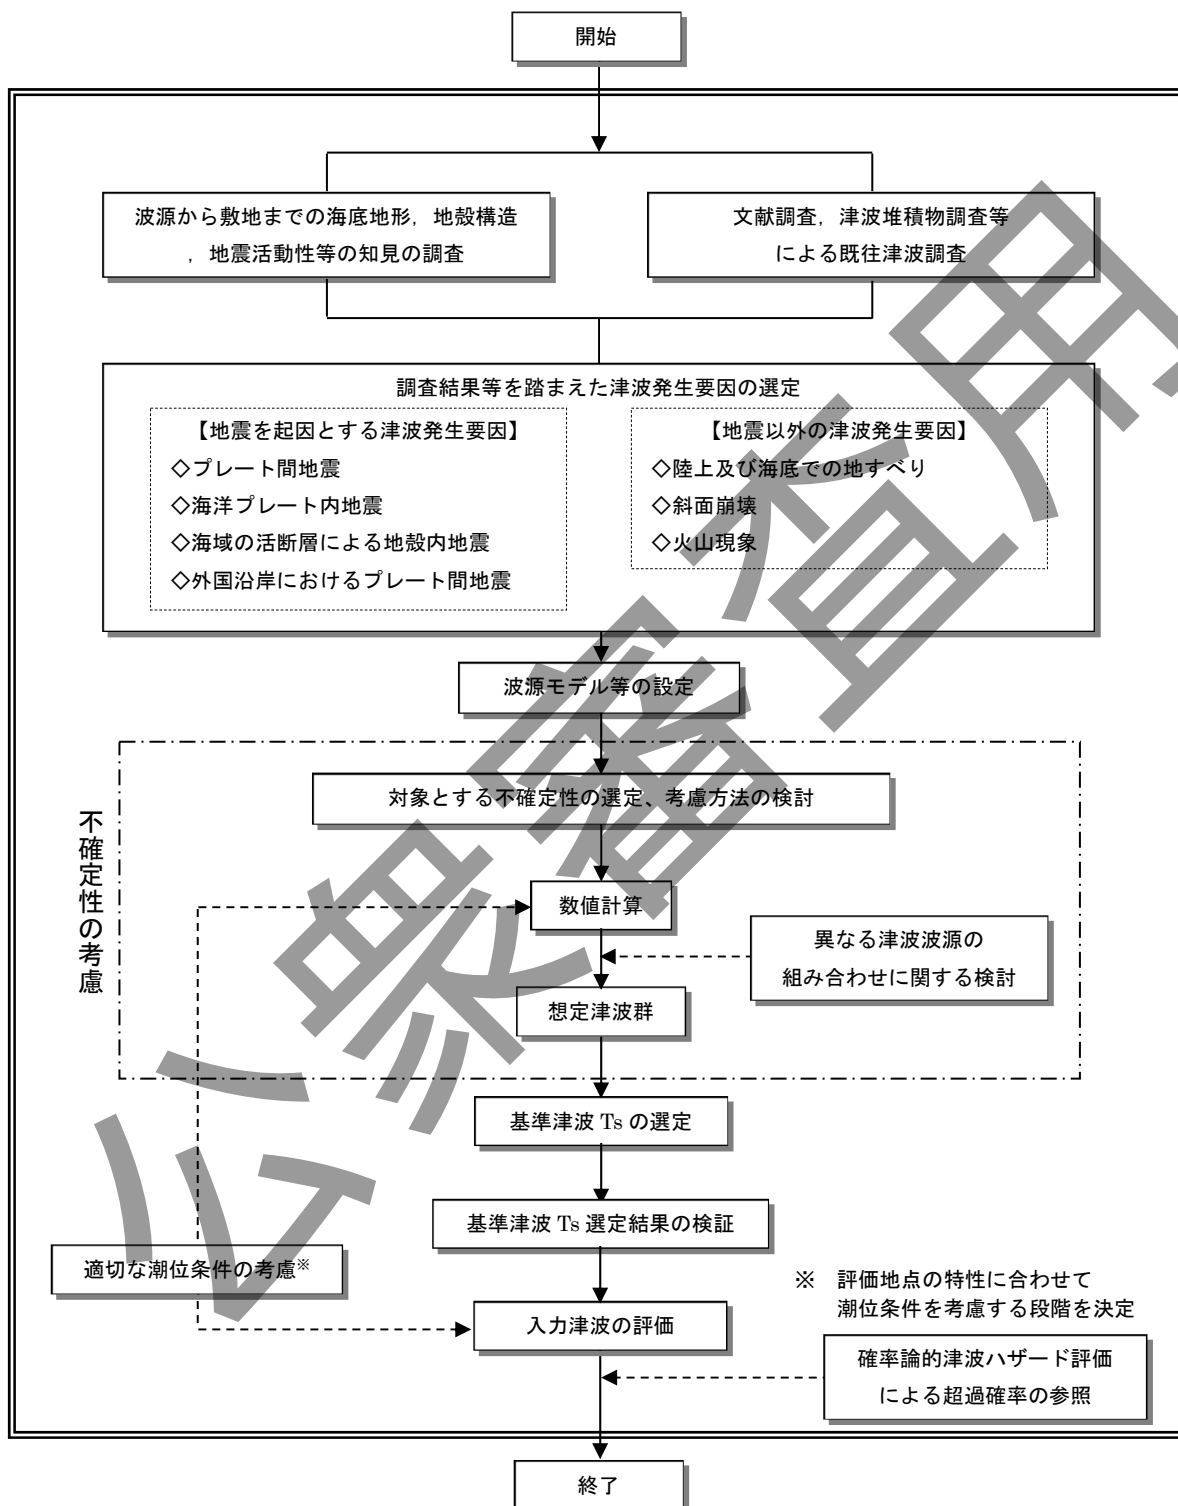 開始
波源から敷地までの海底地形，地殻構造
，地震活動性等の知見の調査
文献調査，津波堆積物調査等
による既往津波調査
調査結果等を踏まえた津波発生要因の選定
【地震を起因とする津波発生要因】
◇プレート間地震
◇海洋プレート内地震
◇海域の活断層による地殻内地震
◇外国沿岸におけるプレート間地震
【地震以外の津波発生要因】
◇陸上及び海底での地すべり
◇斜面崩壊
◇火山現象
波源モデル等の設定
不確定性の考慮
対象とする不確定性の選定、考慮方法の検討
数値計算
異なる津波波源の
組み合わせに関する検討
想定津波群
基準津波 Ts の選定
基準津波 Ts 選定結果の検証
適切な潮位条件の考慮※
※　評価地点の特性に合わせて
潮位条件を考慮する段階を決定
入力津波の評価
確率論的津波ハザード評価
による超過確率の参照
終了
公衆審査用